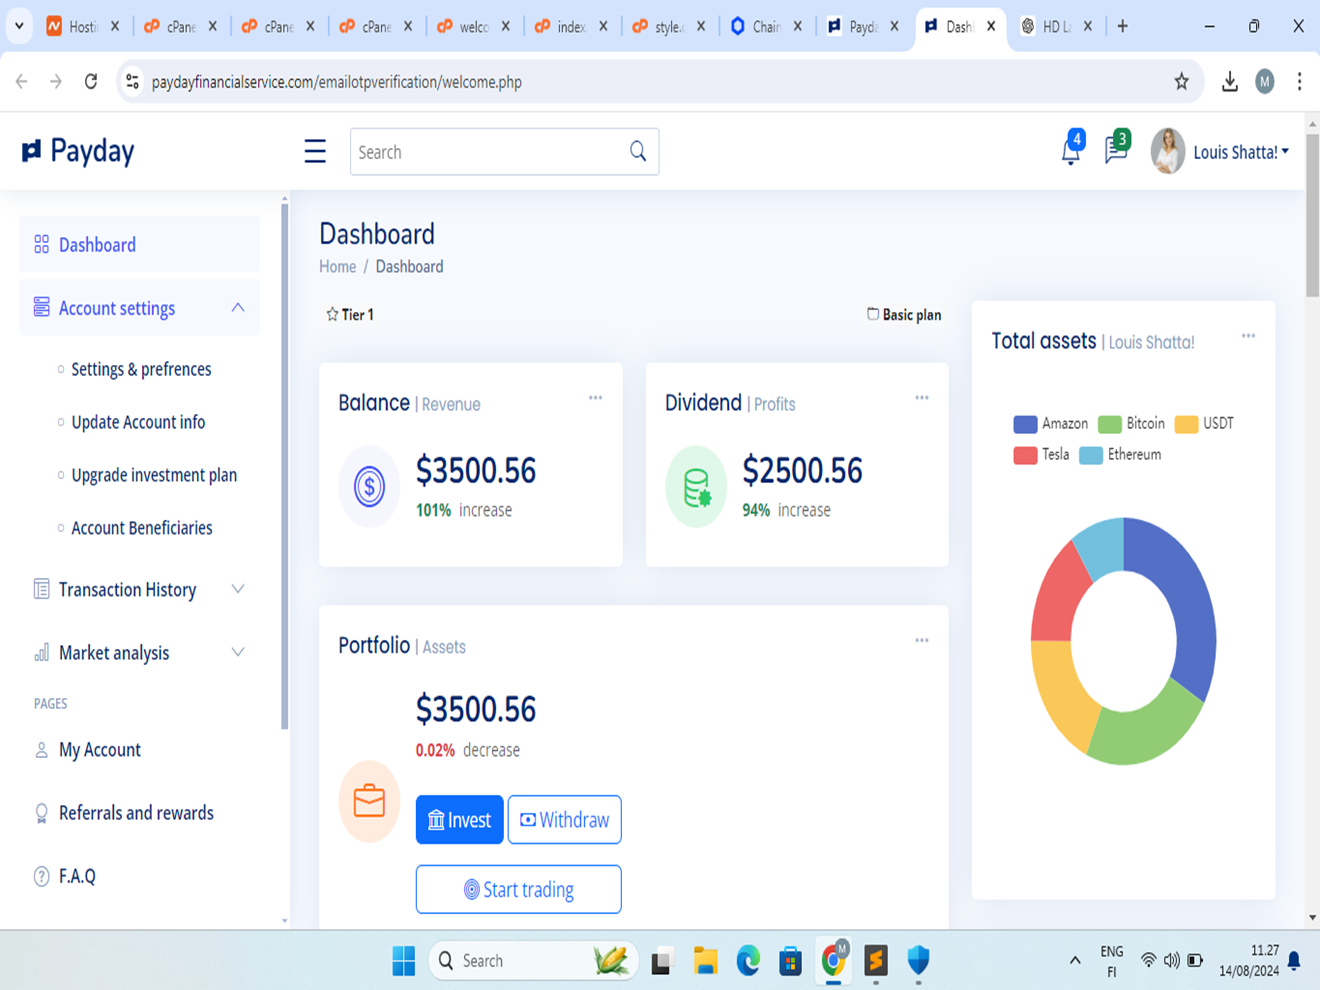 Hosti
cPane
cPane
cPane
welco
index.
style.c
Chain
Payda
Dash
HD La
paydayfinancialservice.com/emailotpverification/welcome.php
M
Payday
Search
4
3
Louis Shatta!
Dashboard
Account settings
Settings & prefrences
Update Account info
Upgrade investment plan
Account Beneficiaries
Transaction History
Market analysis
PAGES
My Account
Referrals and rewards
F.A.Q
Dashboard
Home / Dashboard
Tier 1
Basic plan
Balance | Revenue
$3500.56
101% increase
Dividend | Profits
$2500.56
94% increase
Portfolio | Assets
$3500.56
0.02% decrease
Invest
Withdraw
Start trading
Total assets | Louis Shatta!
Amazon
Bitcoin
USDT
Tesla
Ethereum
Search
M
ENG
FI
11.27
14/08/2024